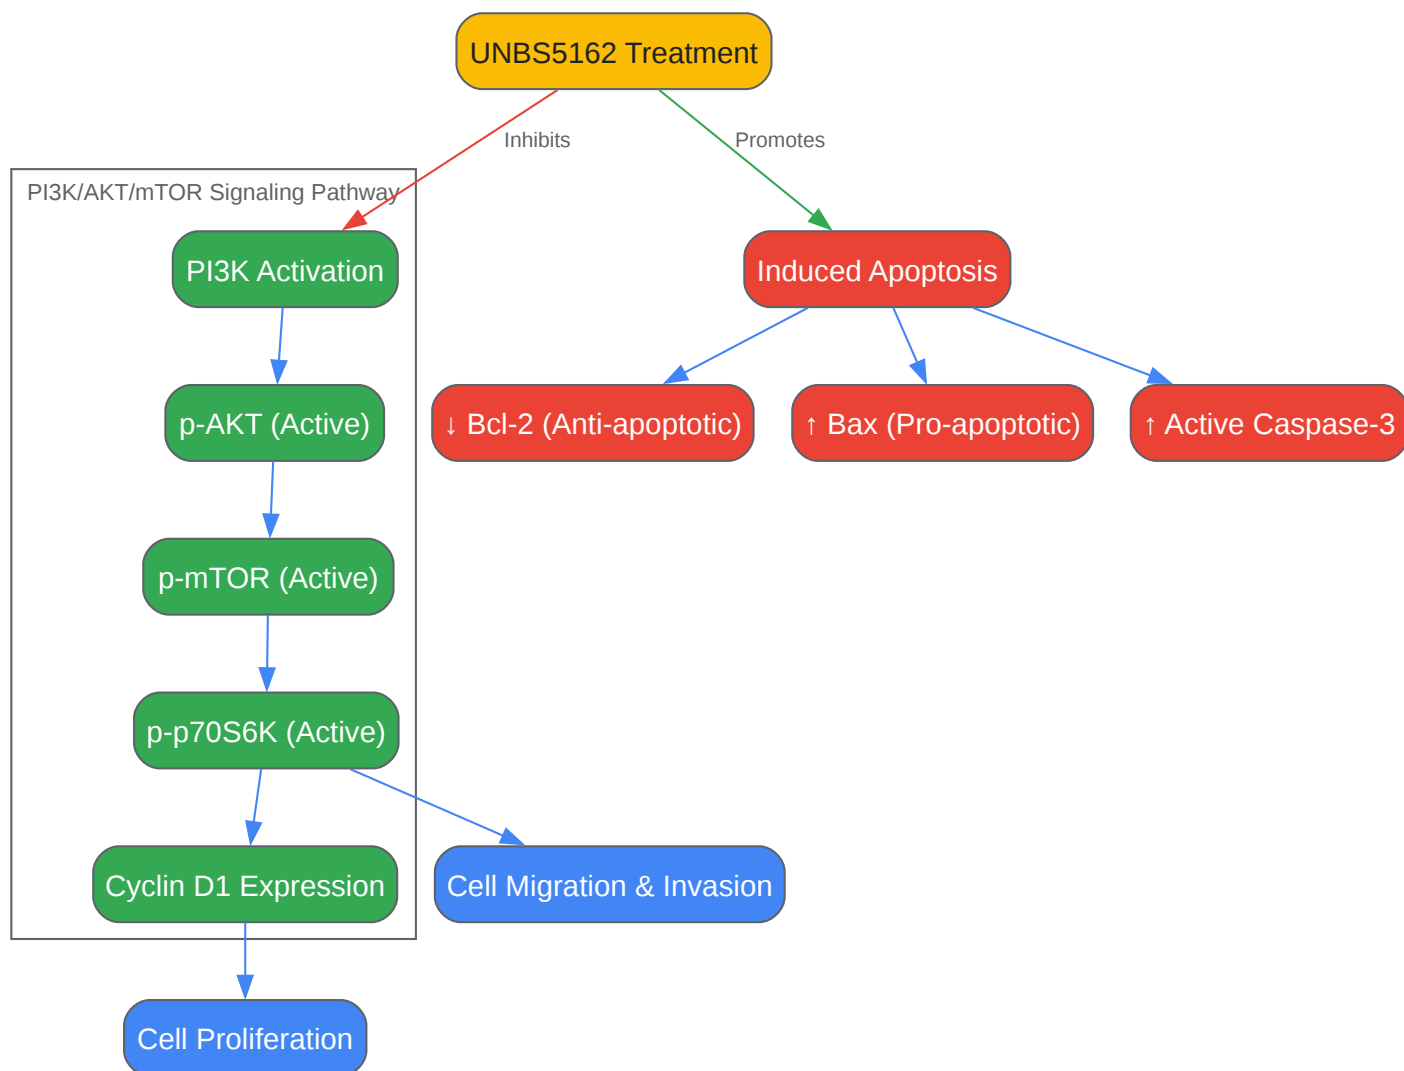 UNBS5162 Treatment
Inhibits
Promotes
PI3K/AKT/mTOR Signaling Pathway
PI3K Activation
Induced Apoptosis
p-AKT (Active)
↓ Bcl-2 (Anti-apoptotic)
↑ Bax (Pro-apoptotic)
↑ Active Caspase-3
p-mTOR (Active)
p-p70S6K (Active)
Cyclin D1 Expression
Cell Migration & Invasion
Cell Proliferation